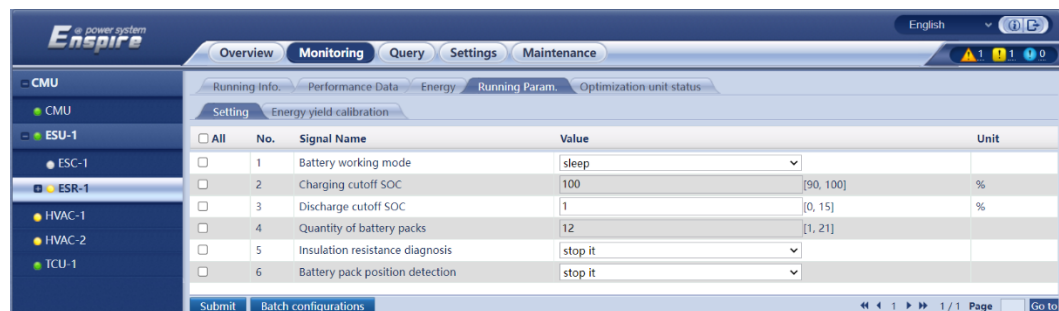 e power system
Enspire
English
Overview Monitoring Query Settings Maintenance
1 1 0
CMU
CMU
ESU-1
ESC-1
ESR-1
HVAC-1
HVAC-2
TCU-1
Running Info. Performance Data Energy Running Param. Optimization unit status
Setting Energy yield calibration
All No. Signal Name Value Unit
1 Battery working mode sleep
2 Charging cutoff SOC 100 [90, 100] %
3 Discharge cutoff SOC 1 [0, 15] %
4 Quantity of battery packs 12 [1, 21]
5 Insulation resistance diagnosis stop it
6 Battery pack position detection stop it
Submit Batch configurations 1 1 / 1 Page Go to